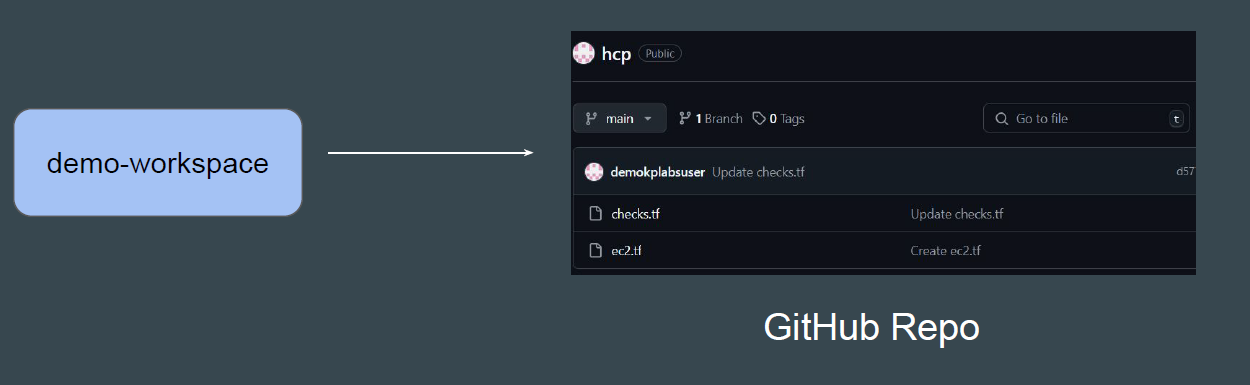 demo-workspace
hcp Public
main 1 Branch 0 Tags Go to file t
demokplabsuser Update checks.tf d57
checks.tf Update checks.tf
ec2.tf Create ec2.tf
GitHub Repo